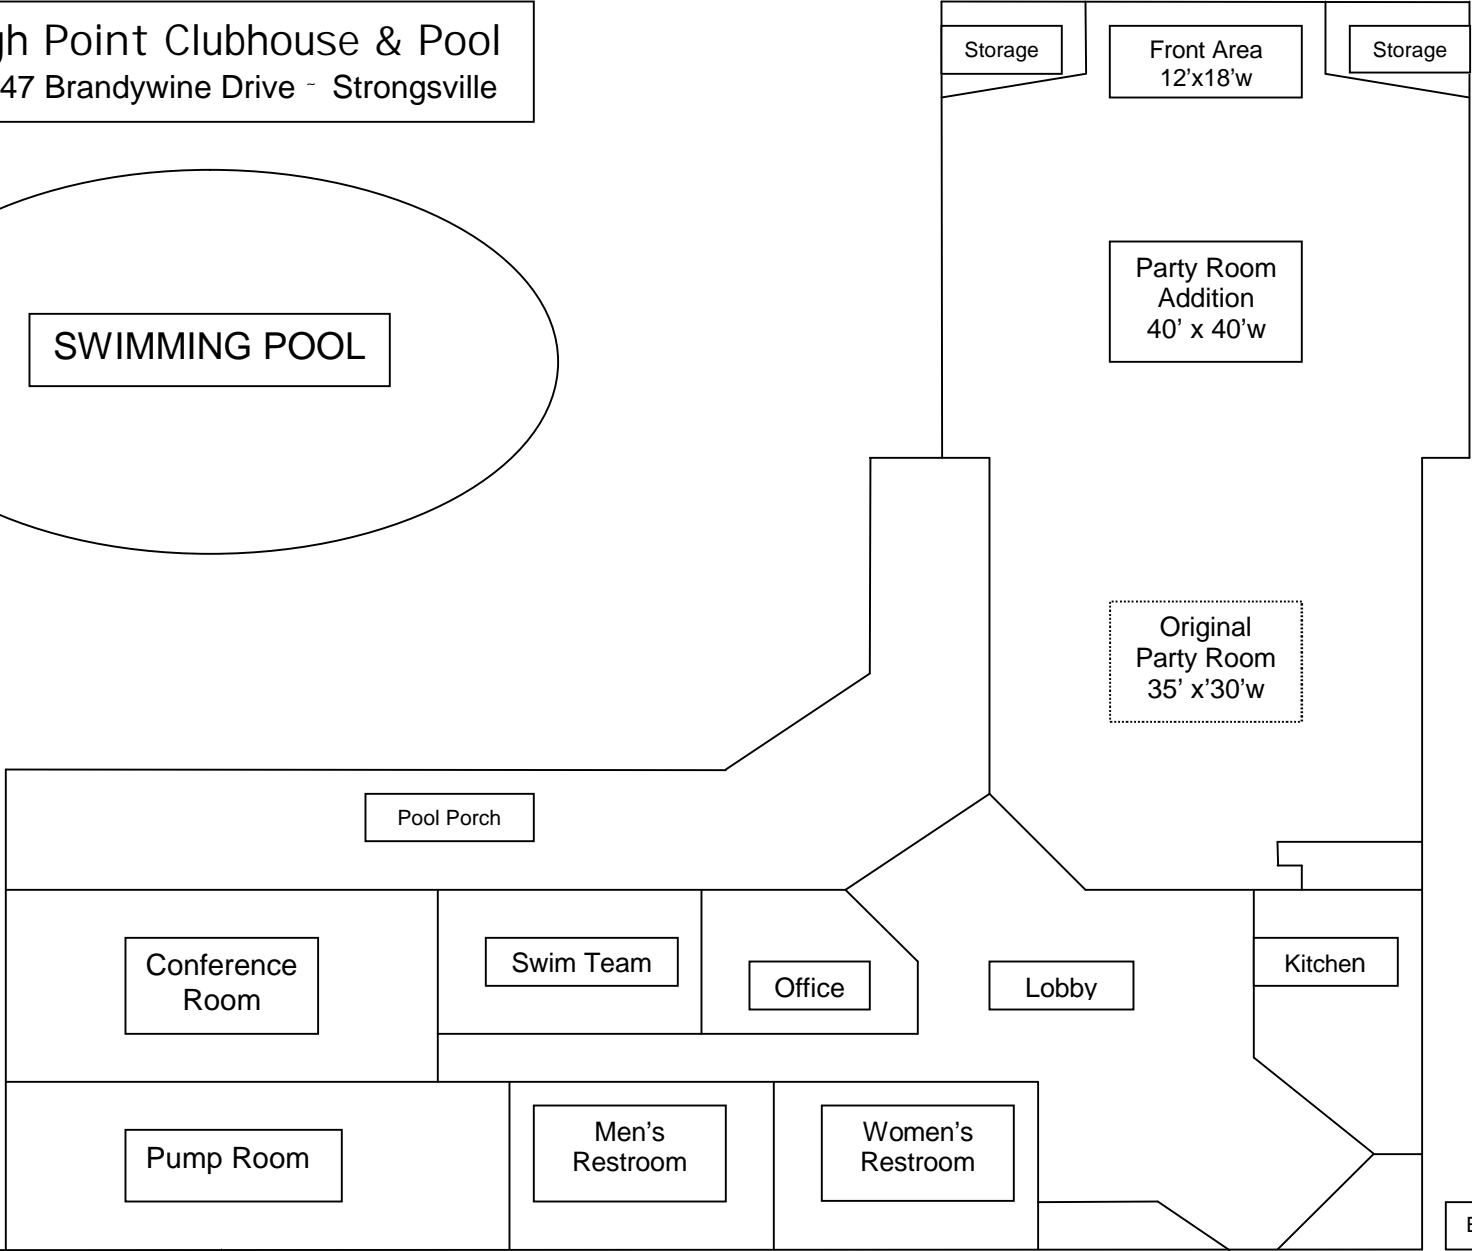 gh Point Clubhouse & Pool
47 Brandywine Drive ~ Strongsville
Storage
Front Area
12'x18'w
Storage
Party Room
Addition
40' x 40'w
SWIMMING POOL
Original
Party Room
35' x'30'w
Pool Porch
Conference
Room
Swim Team
Office
Lobby
Kitchen
Pump Room
Men's
Restroom
Women's
Restroom